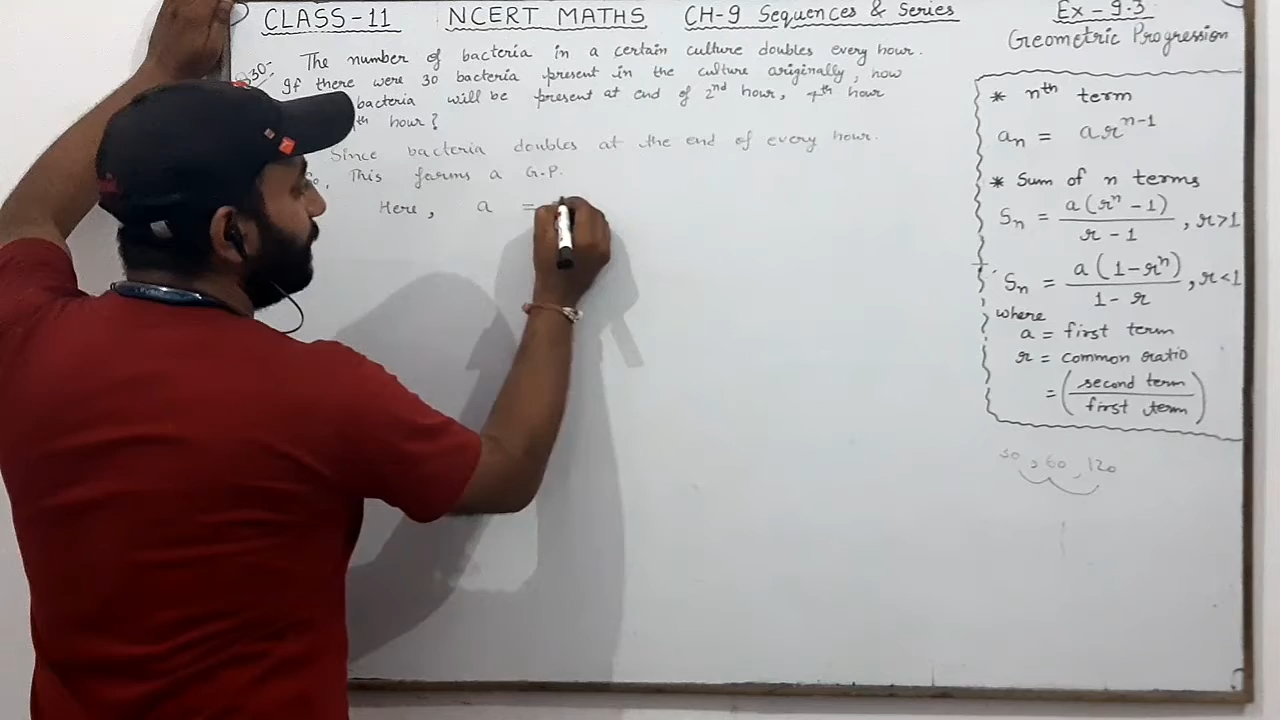 CLASS-11 NCERT MATHS CH-9 Sequences & Series
Ex - 9.3
Geometric Progression
30- The number of bacteria in a certain culture doubles every hour.
If there were 30 bacteria present in the culture originally, how
bacteria will be present at end of 2nd hour, 4th hour
th hour?
Since bacteria doubles at the end of every hour.
So, This forms a G.P.
Here, a =
* nth term
an = ar^(n-1)
* Sum of n terms
Sn = a(r^n - 1) / (r - 1), r>1
Sn = a(1-r^n) / (1-r), r<1
where
a = first term
r = common ratio
= (second term / first term)
30, 60, 120